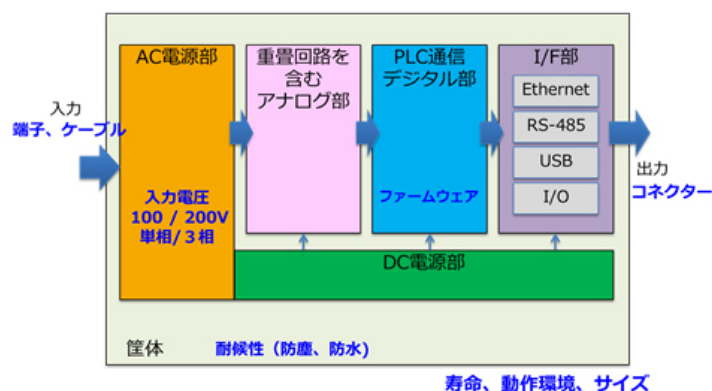 AC電源部
入力電圧
100 / 200V
単相/３相
重畳回路を
含む
アナログ部
PLC通信
デジタル部
ファームウェア
I/F部
Ethernet
RS-485
USB
I/O
入力
端子、ケーブル
出力
コネクター
DC電源部
筐体
耐候性（防塵、防水)
寿命、動作環境、サイズ